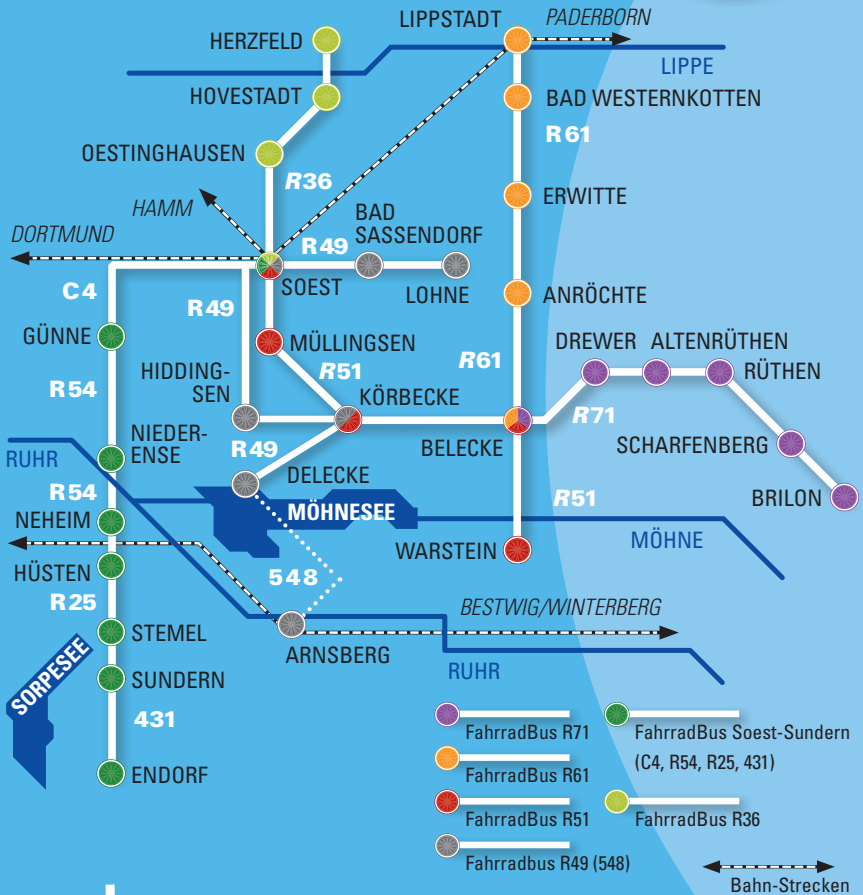 LIPPSTADT
PADERBORN
HERZFELD
LIPPE
HOVESTADT
BAD WESTERNKOTTEN
R61
OESTINGHAUSEN
R36
HAMM
ERWITTE
BAD
SASSENDORF
DORTMUND
R49
C4
SOEST
LOHNE
ANRÖCHTE
R49
GÜNNE
MÜLLINGSEN
DREWER
ALTENRÜTHEN
R61
RÜTHEN
R51
HIDDING-
SEN
R54
KÖRBECKE
R71
NIEDER-
ENSE
R49
BELECKE
SCHARFENBERG
RUHR
DELECKE
R54
BRILON
R51
MÖHNESEE
NEHEIM
MÖHNE
WARSTEIN
HÜSTEN
548
R25
BESTWIG/WINTERBERG
STEMEL
ARNSBERG
RUHR
SORPESEE
SUNDERN
431
ENDORF
FahrradBus R71
FahrradBus Soest-Sundern
(C4, R54, R25, 431)
FahrradBus R61
FahrradBus R51
FahrradBus R36
Fahrradbus R49 (548)
Bahn-Strecken